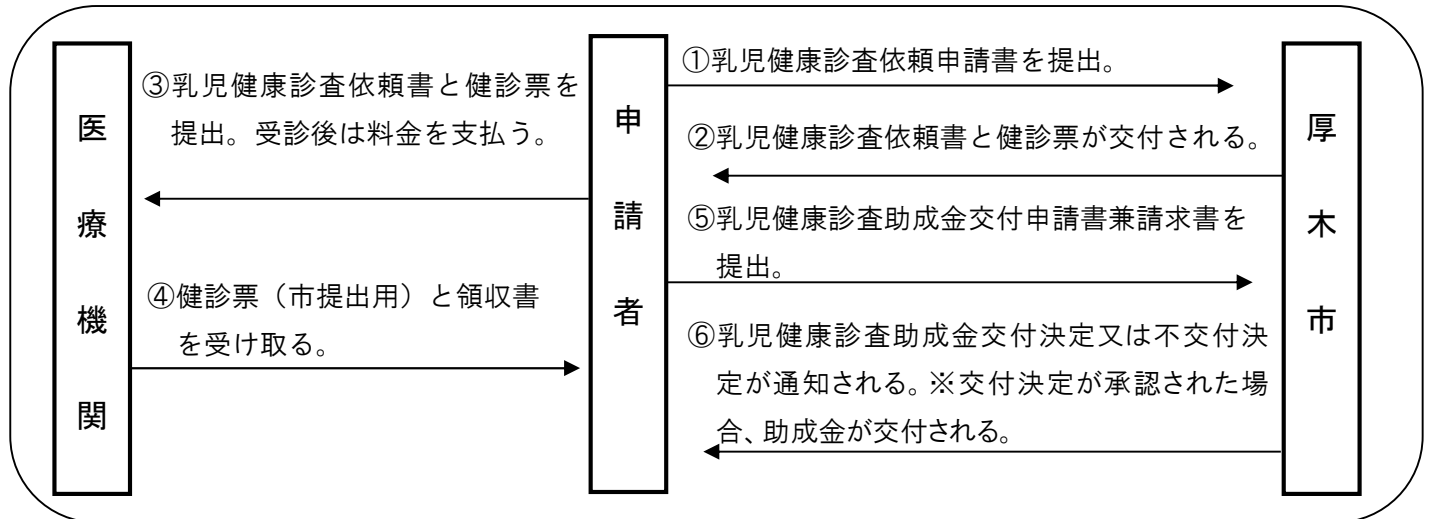 医療機関
③乳児健康診査依頼書と健診票を
提出。受診後は料金を支払う。
④健診票（市提出用）と領収書
を受け取る。
申請者
①乳児健康診査依頼申請書を提出。
②乳児健康診査依頼書と健診票が交付される。
⑤乳児健康診査助成金交付申請書兼請求書を
提出。
⑥乳児健康診査助成金交付決定又は不交付決
定が通知される。※交付決定が承認された場
合、助成金が交付される。
厚木市